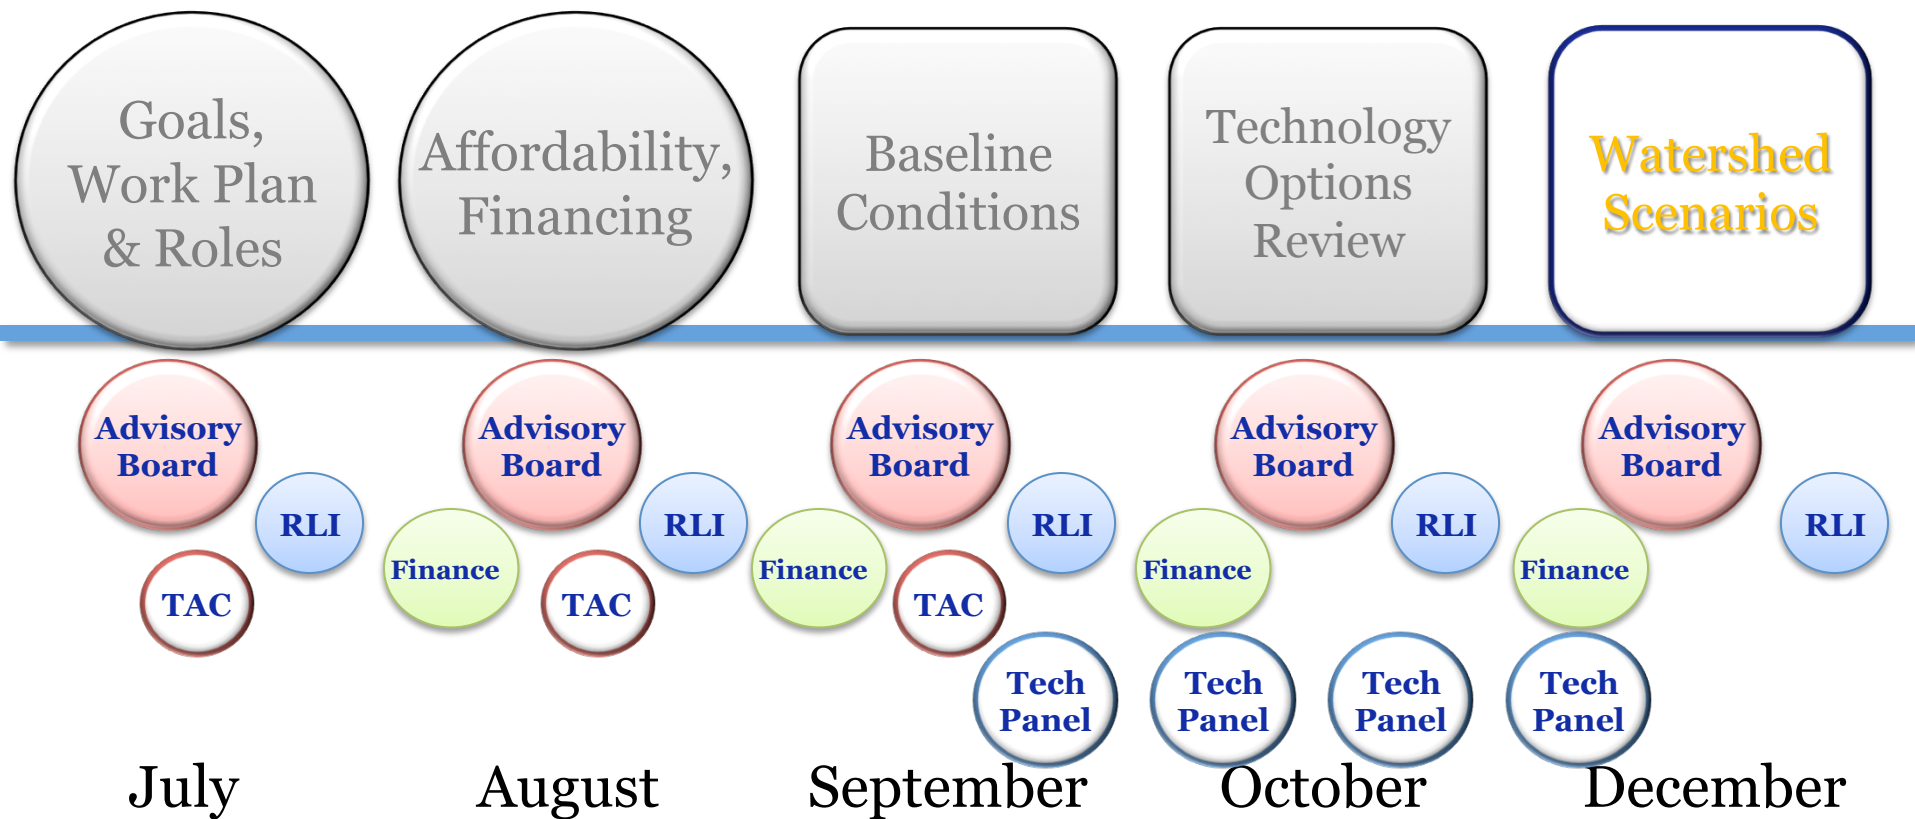 Goals,
Work Plan
& Roles
Affordability,
Financing
Baseline
Conditions
Technology
Options
Review
Watershed
Scenarios
Advisory
Board
RLI
TAC
Finance
Advisory
Board
RLI
TAC
Finance
Advisory
Board
RLI
TAC
Tech
Panel
Finance
Advisory
Board
RLI
Tech
Panel
Tech
Panel
Finance
Advisory
Board
RLI
Tech
Panel
July
August
September
October
December